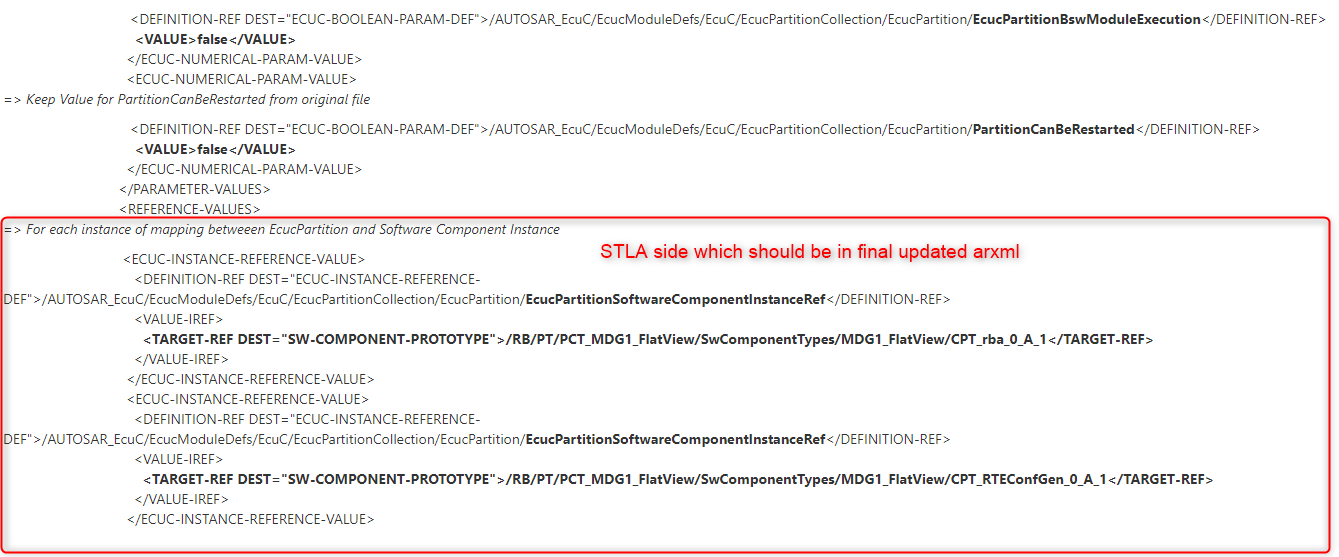 <DEFINITION-REF DEST="ECUC-BOOLEAN-PARAM-DEF">/AUTOSAR_EcuC/EcucModuleDefs/EcuC/EcucPartitionCollection/EcucPartition/EcucPartitionBswModuleExecution</DEFINITION-REF>
<VALUE>false</VALUE>
</ECUC-NUMERICAL-PARAM-VALUE>
<ECUC-NUMERICAL-PARAM-VALUE>
=> Keep Value for PartitionCanBeRestarted from original file
<DEFINITION-REF DEST="ECUC-BOOLEAN-PARAM-DEF">/AUTOSAR_EcuC/EcucModuleDefs/EcuC/EcucPartitionCollection/EcucPartition/PartitionCanBeRestarted</DEFINITION-REF>
<VALUE>false</VALUE>
</ECUC-NUMERICAL-PARAM-VALUE>
</PARAMETER-VALUES>
<REFERENCE-VALUES>
=> For each instance of mapping betweeen EcucPartition and Software Component Instance
STLA side which should be in final updated arxml
<ECUC-INSTANCE-REFERENCE-VALUE>
<DEFINITION-REF DEST="ECUC-INSTANCE-REFERENCE-
DEF">/AUTOSAR_EcuC/EcucModuleDefs/EcuC/EcucPartitionCollection/EcucPartition/EcucPartitionSoftwareComponentInstanceRef</DEFINITION-REF>
<VALUE-IREF>
<TARGET-REF DEST="SW-COMPONENT-PROTOTYPE">/RB/PT/PCT_MDG1_FlatView/SwComponentTypes/MDG1_FlatView/CPT_rba_0_A_1</TARGET-REF>
</VALUE-IREF>
</ECUC-INSTANCE-REFERENCE-VALUE>
<ECUC-INSTANCE-REFERENCE-VALUE>
<DEFINITION-REF DEST="ECUC-INSTANCE-REFERENCE-
DEF">/AUTOSAR_EcuC/EcucModuleDefs/EcuC/EcucPartitionCollection/EcucPartition/EcucPartitionSoftwareComponentInstanceRef</DEFINITION-REF>
<VALUE-IREF>
<TARGET-REF DEST="SW-COMPONENT-PROTOTYPE">/RB/PT/PCT_MDG1_FlatView/SwComponentTypes/MDG1_FlatView/CPT_RTEConfGen_0_A_1</TARGET-REF>
</VALUE-IREF>
</ECUC-INSTANCE-REFERENCE-VALUE>